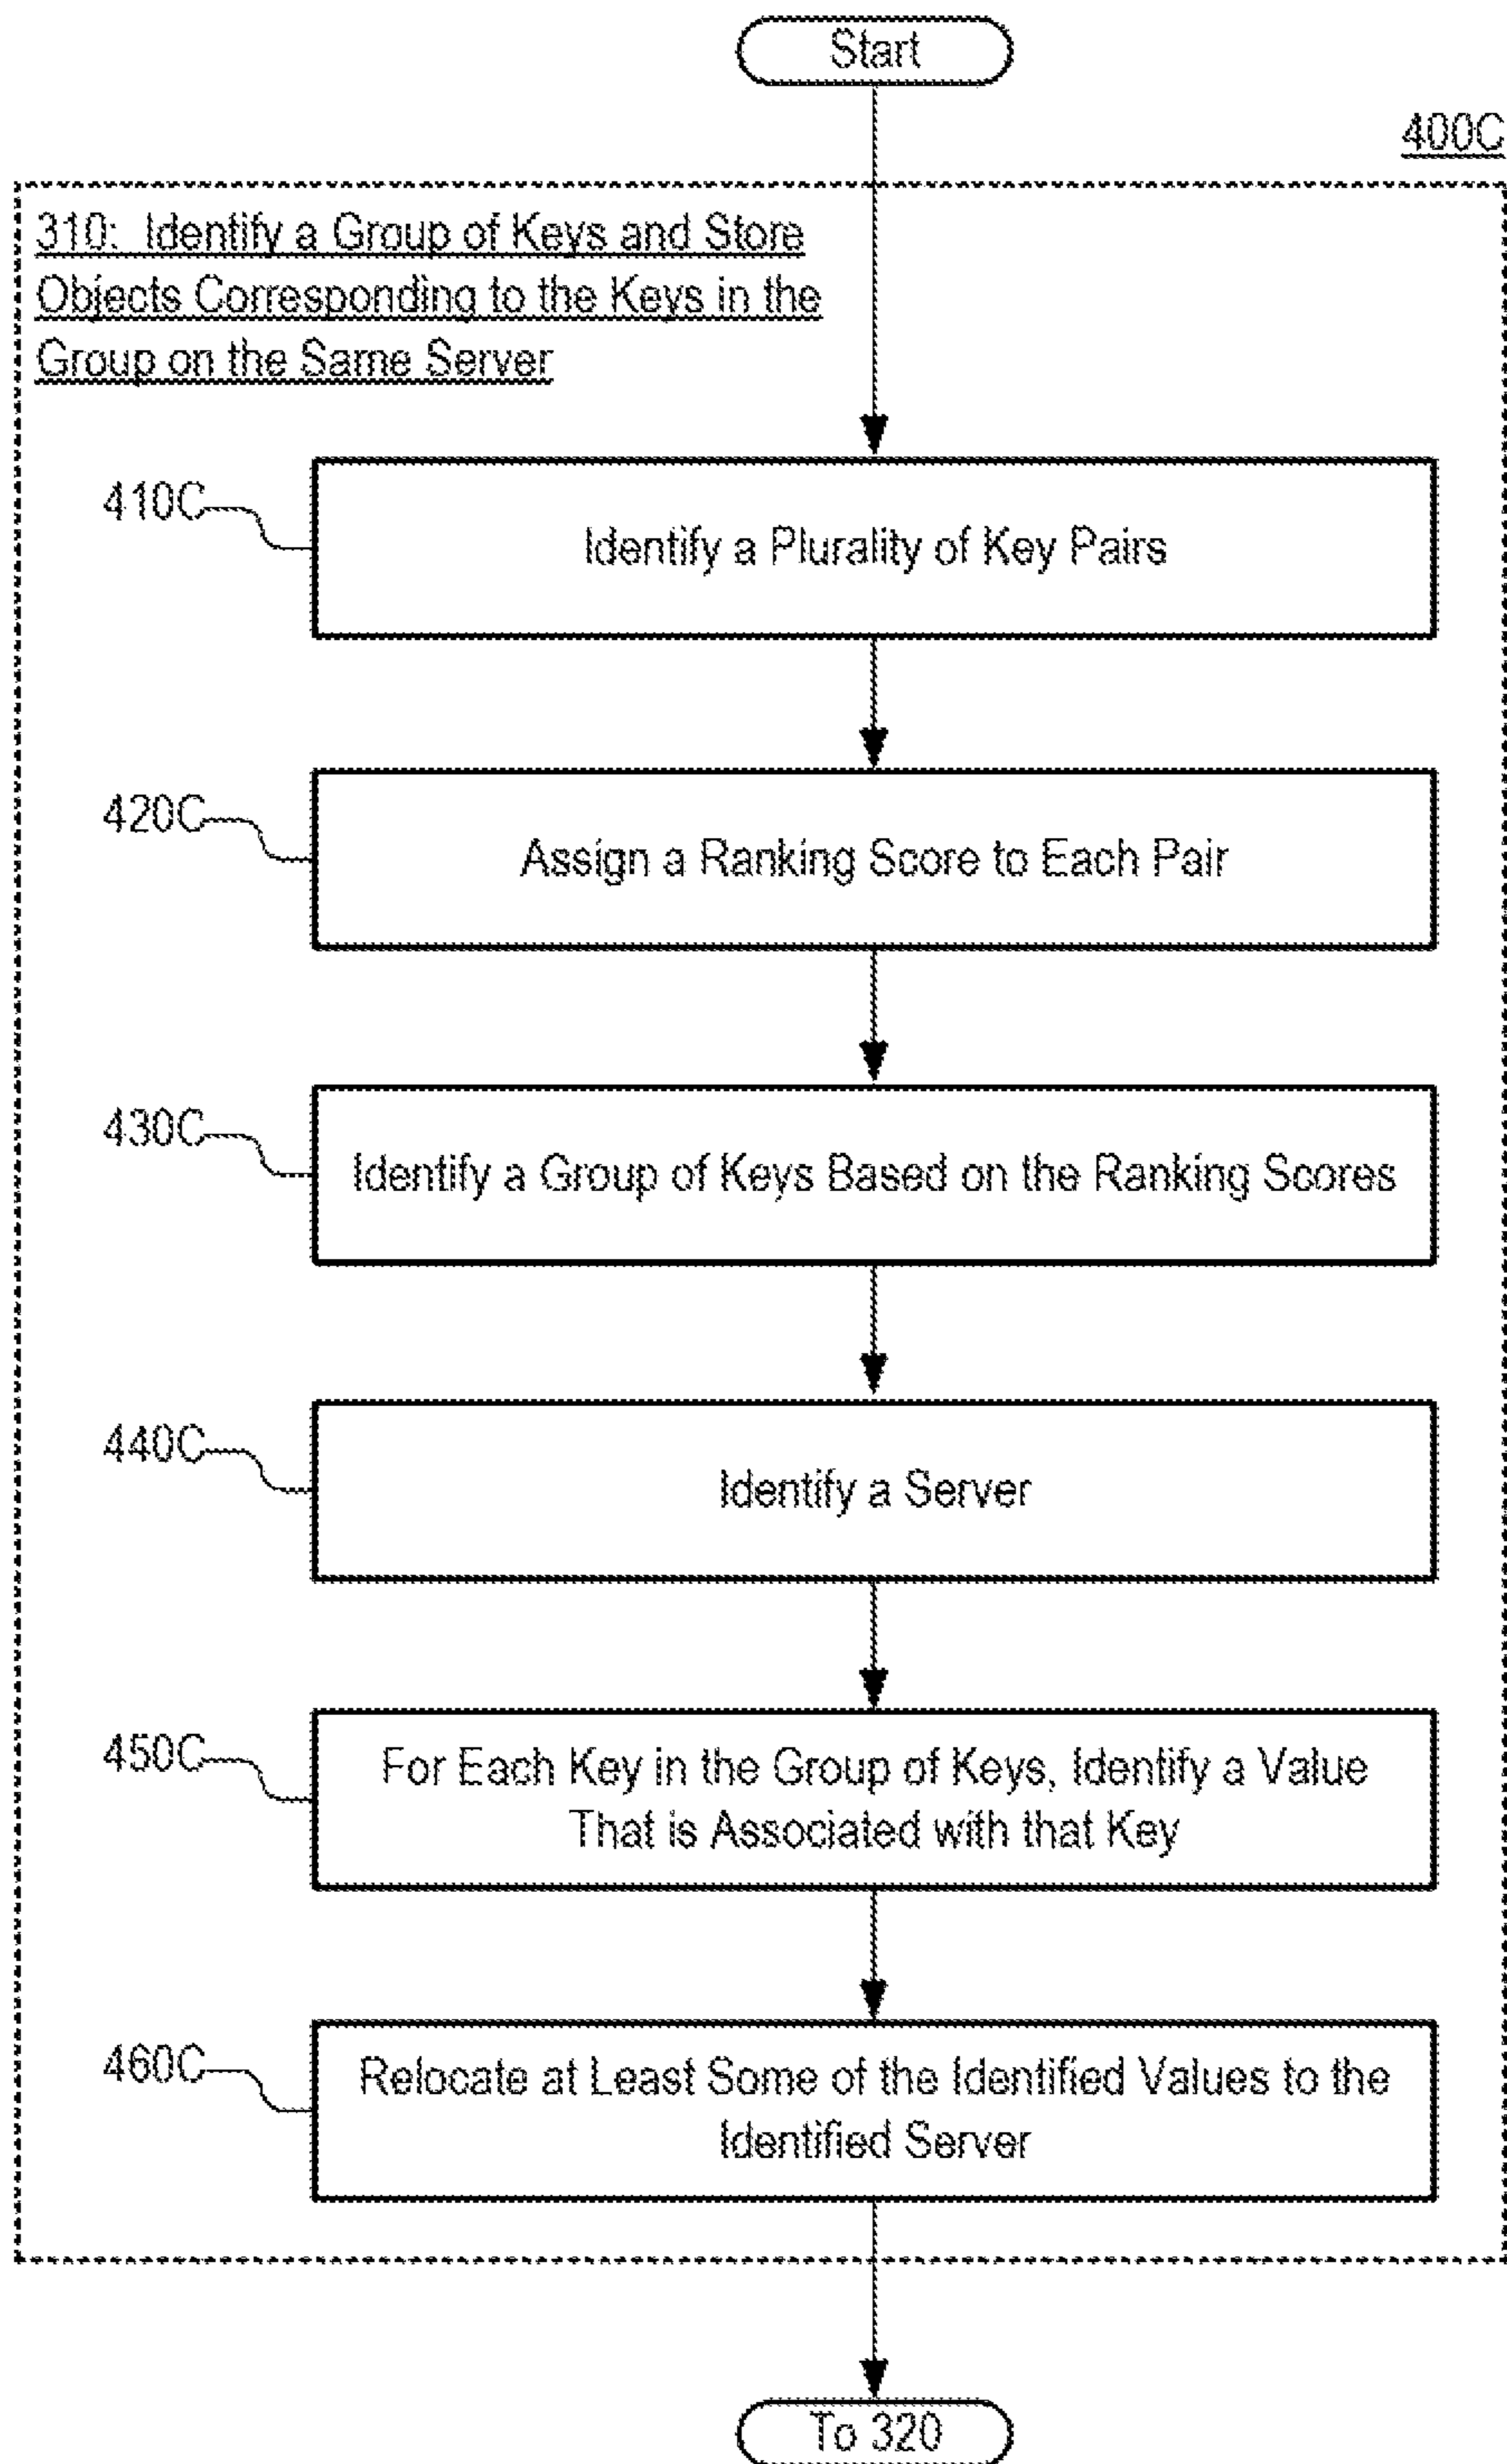 Start
400C
310: Identify a Group of Keys and Store
Objects Corresponding to the Keys in the
Group on the Same Server
410C
Identify a Plurality of Key Pairs
420C
Assign a Ranking Score to Each Pair
430C
Identify a Group of Keys Based on the Ranking Scores
440C
Identify a Server
450C
For Each Key in the Group of Keys, Identify a Value
That is Associated with that Key
460C
Relocate at Least Some of the Identified Values to the
Identified Server
To 320